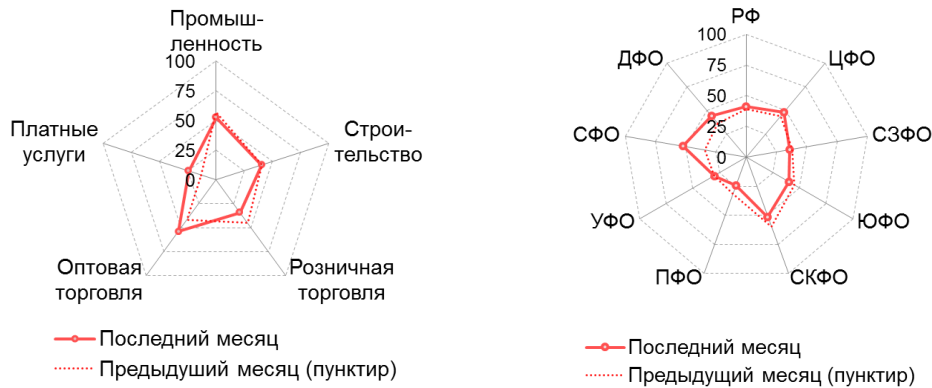 Промыш-
ленность
100
75
50
25
0
Строи-
тельство
Розничная
торговля
Оптовая
торговля
Платные
услуги
Последний месяц
Предыдуший месяц (пунктир)
РФ
100
75
50
25
0
ЦФО
СЗФО
ЮФО
СКФО
ПФО
УФО
СФО
ДФО
Последний месяц
Предыдущий месяц (пунктир)